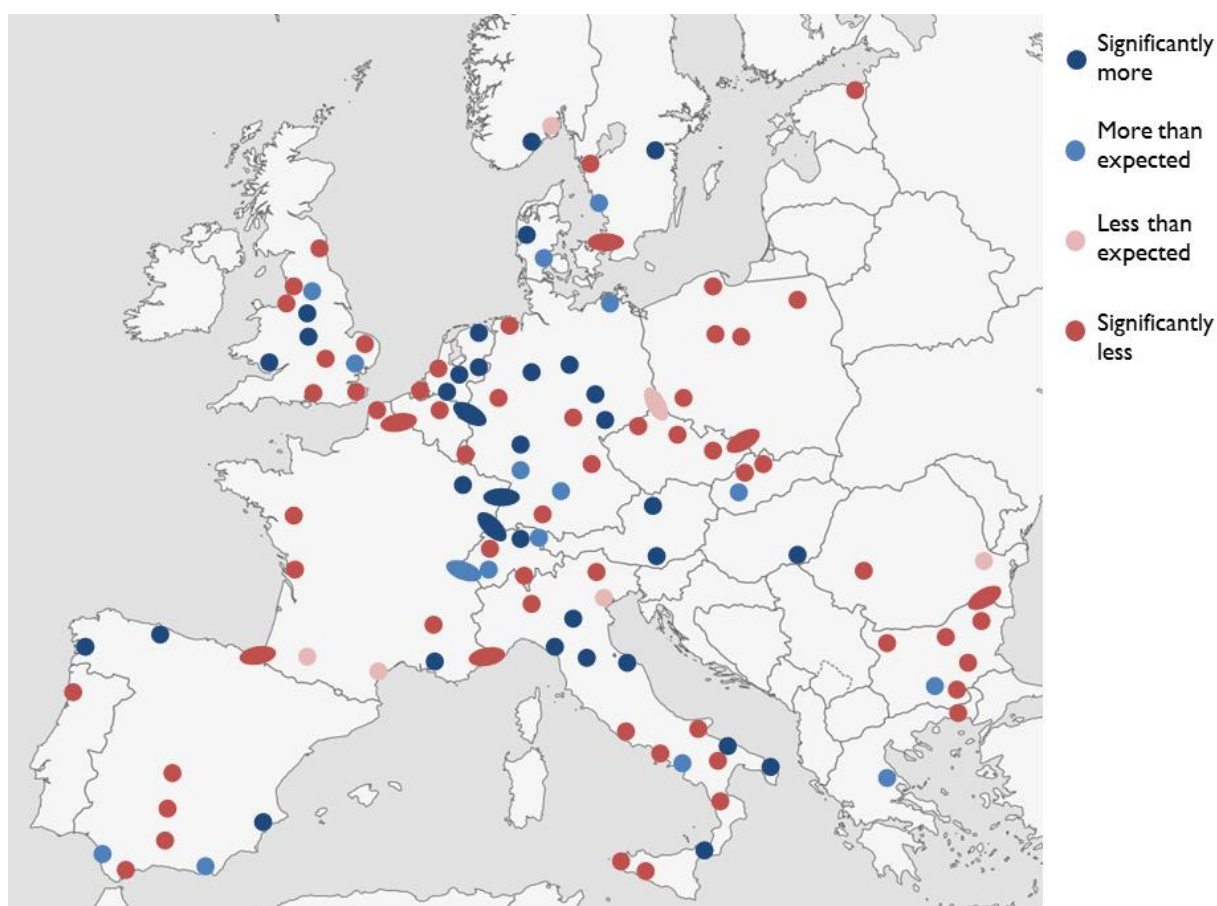 Significantly
more
More than
expected
Less than
expected
Significantly
less